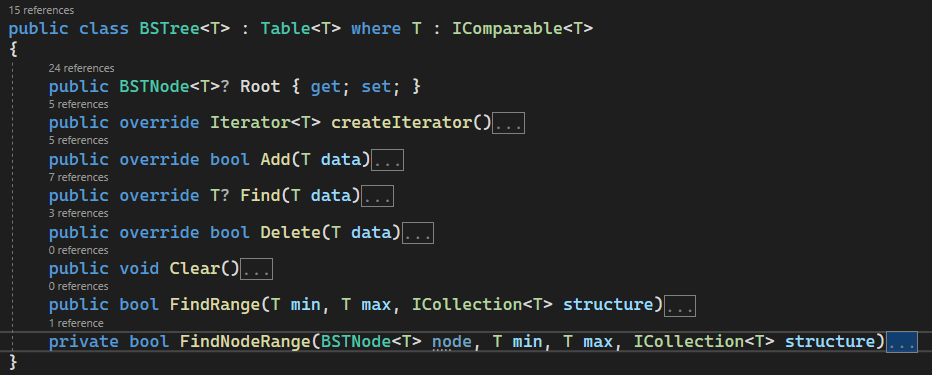 15 references
public class BSTree<T> : Table<T> where T : IComparable<T>
{
24 references
public BSTNode<T>? Root { get; set; }
5 references
public override Iterator<T> createIterator()...
5 references
public override bool Add(T data)...
7 references
public override T? Find(T data)...
3 references
public override bool Delete(T data)...
0 references
public void Clear()...
0 references
public bool FindRange(T min, T max, ICollection<T> structure)...
1 reference
private bool FindNodeRange(BSTNode<T> node, T min, T max, ICollection<T> structure)...
}